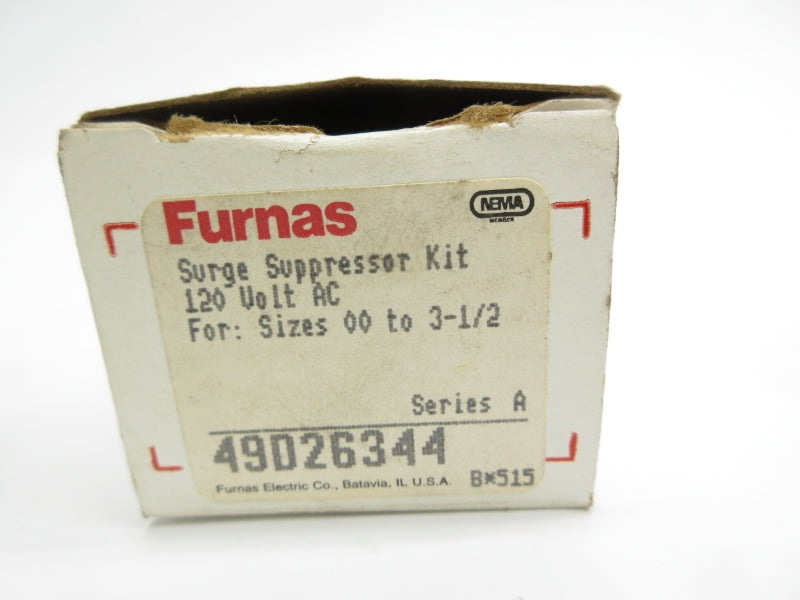 Furnas
NEMA
MEMBER
Surge Suppressor Kit
120 Volt AC
For: Sizes 00 to 3-1/2
Series A
49D26344
Furnas Electric Co., Batavia, IL U.S.A.
B*515